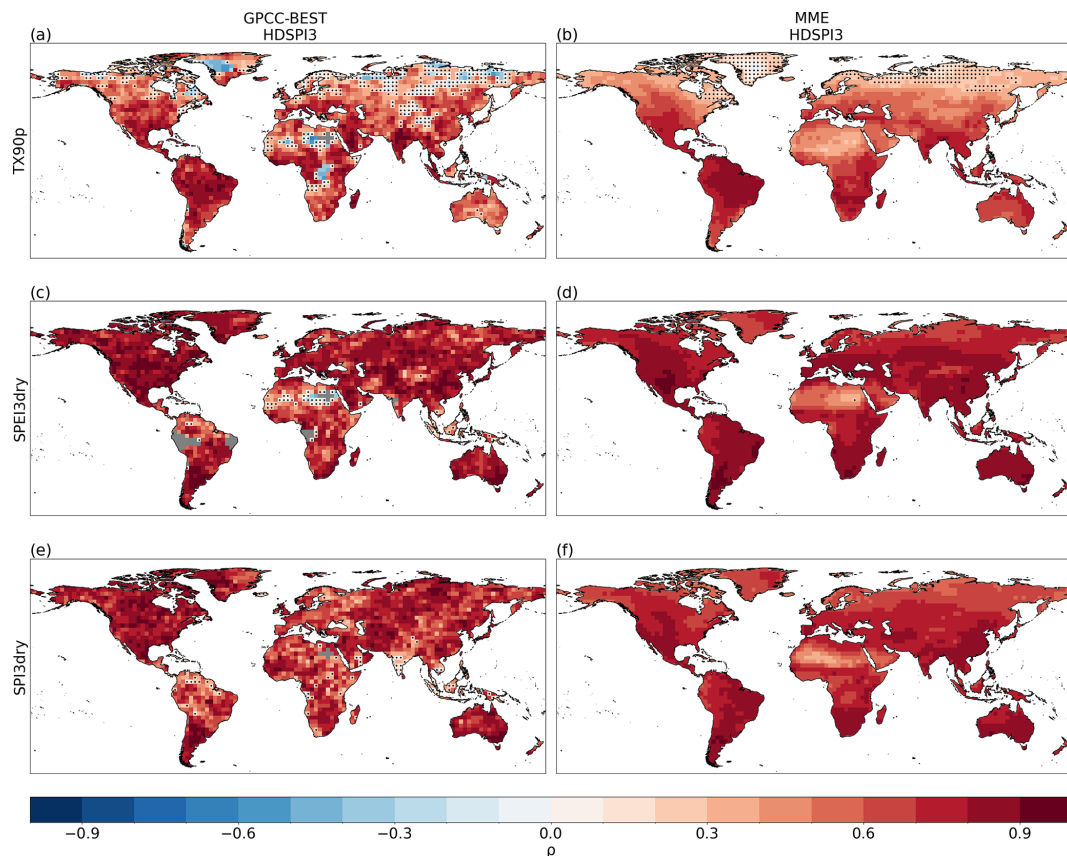 GPCC-BEST
HDSPI3
MME
HDSPI3
(a)
(b)
TX90p
(c)
(d)
SPEI3dry
(e)
(f)
SPI3dry
−0.9 −0.6 −0.3 0.0 0.3 0.6 0.9
ρ